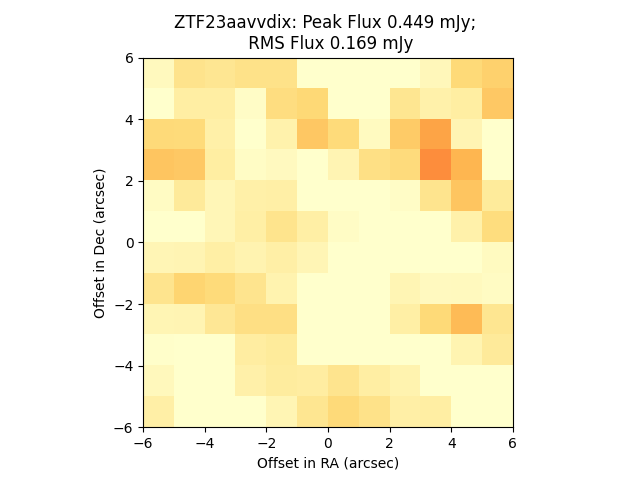 ZTF23aavvdix: Peak Flux 0.449 mJy;
RMS Flux 0.169 mJy
6
4
2
0
−2
−4
−6
Offset in Dec (arcsec)
−6 −4 −2 0 2 4 6
Offset in RA (arcsec)